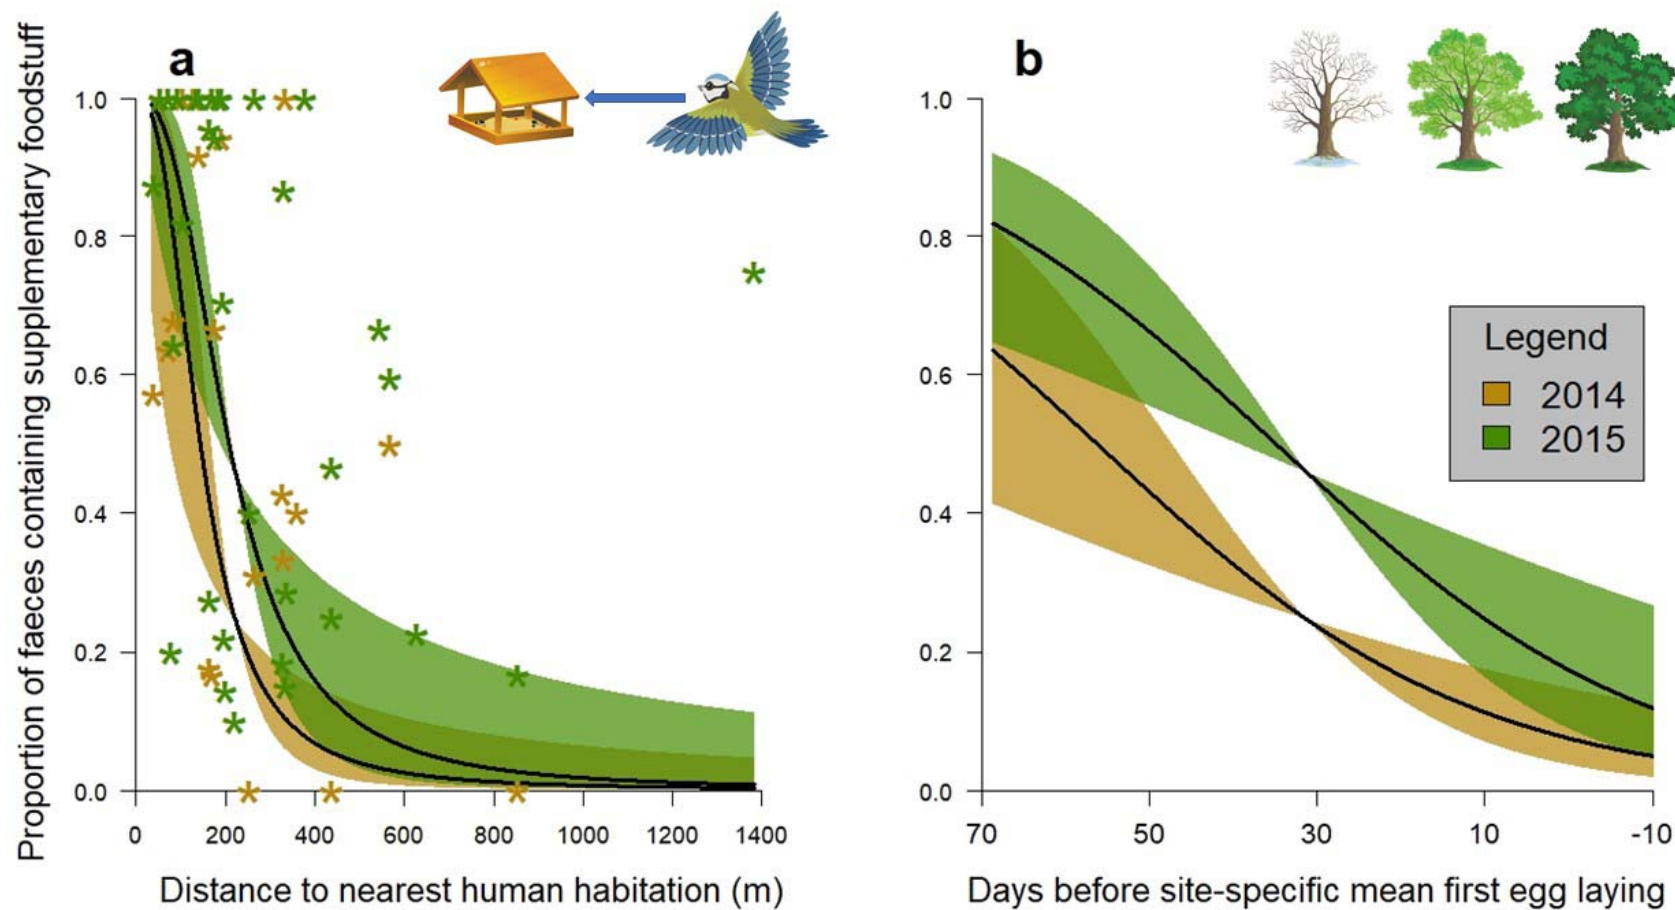 Proportion of faeces containing supplementary foodstuff
a
1.0
0.8
0.6
0.4
0.2
0.0
0 200 400 600 800 1000 1200 1400
Distance to nearest human habitation (m)
b
1.0
0.8
0.6
0.4
0.2
0.0
70 50 30 10 -10
Days before site-specific mean first egg laying
Legend
2014
2015